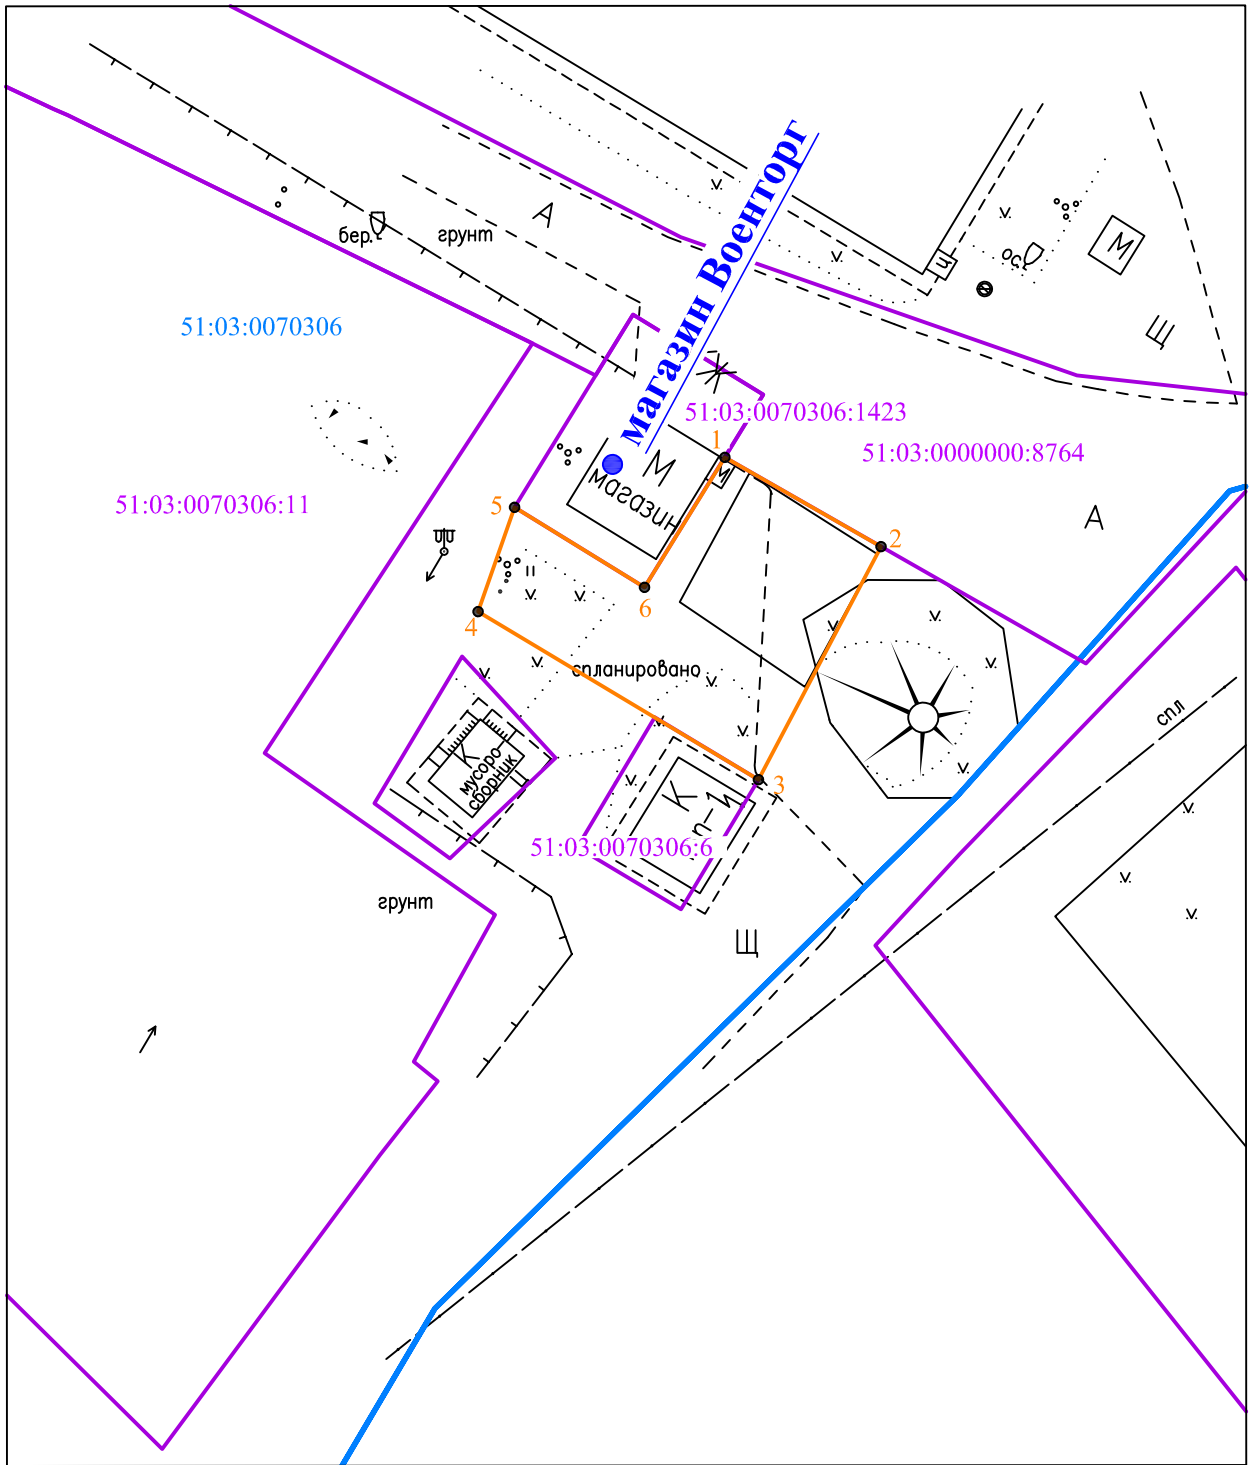 магазин Военторг
А
бер.
грунт
ос.
М
ц
Щ
51:03:0070306
Ж
51:03:0070306:1423
51:03:0000000:8764
1
М
М
магазин
51:03:0070306:11
5
А
2
6
4
спланировано
спл
К
мусоро-
сборник
3
К
п-1
51:03:0070306:6
грунт
Щ